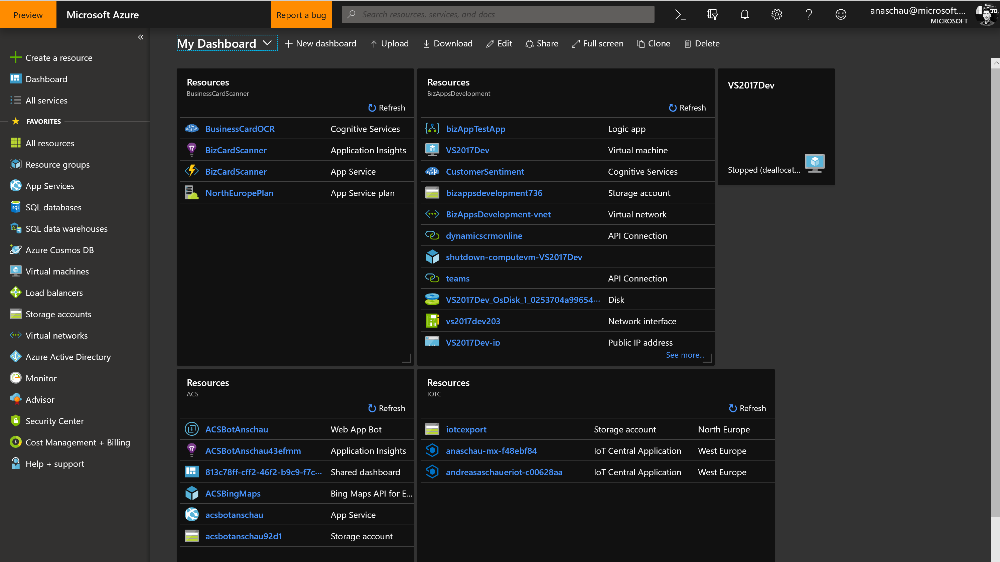 Preview
Microsoft Azure
Report a bug
Search resources, services, and docs
anaschau@microsoft....
MICROSOFT
My Dashboard
New dashboard
Upload
Download
Edit
Share
Full screen
Clone
Delete
Create a resource
Dashboard
All services
FAVORITES
All resources
Resource groups
App Services
SQL databases
SQL data warehouses
Azure Cosmos DB
Virtual machines
Load balancers
Storage accounts
Virtual networks
Azure Active Directory
Monitor
Advisor
Security Center
Cost Management + Billing
Help + support
Resources
BusinessCardScanner
Refresh
BusinessCardOCR Cognitive Services
BizCardScanner Application Insights
BizCardScanner App Service
NorthEuropePlan App Service plan
Resources
BizAppsDevelopment
Refresh
bizAppTestApp Logic app
VS2017Dev Virtual machine
CustomerSentiment Cognitive Services
bizappsdevelopment736 Storage account
BizAppsDevelopment-vnet Virtual network
dynamicscrmonline API Connection
shutdown-computevm-VS2017Dev
teams API Connection
VS2017Dev_OsDisk_1_0253704a99654... Disk
vs2017dev203 Network interface
VS2017Dev-ip Public IP address
See more...
VS2017Dev
Stopped (deallocat...
Resources
ACS
Refresh
ACSBotAnschau Web App Bot
ACSBotAnschau43efmm Application Insights
813c78ff-cff2-46f2-b9c9-f7c... Shared dashboard
ACSBingMaps Bing Maps API for E...
acsbotanschau App Service
acsbotanschau92d1 Storage account
Resources
IOTC
Refresh
iotcexport Storage account North Europe
anaschau-mx-f48ebf84 IoT Central Application West Europe
andreasaschaueriot-c00628aa IoT Central Application West Europe